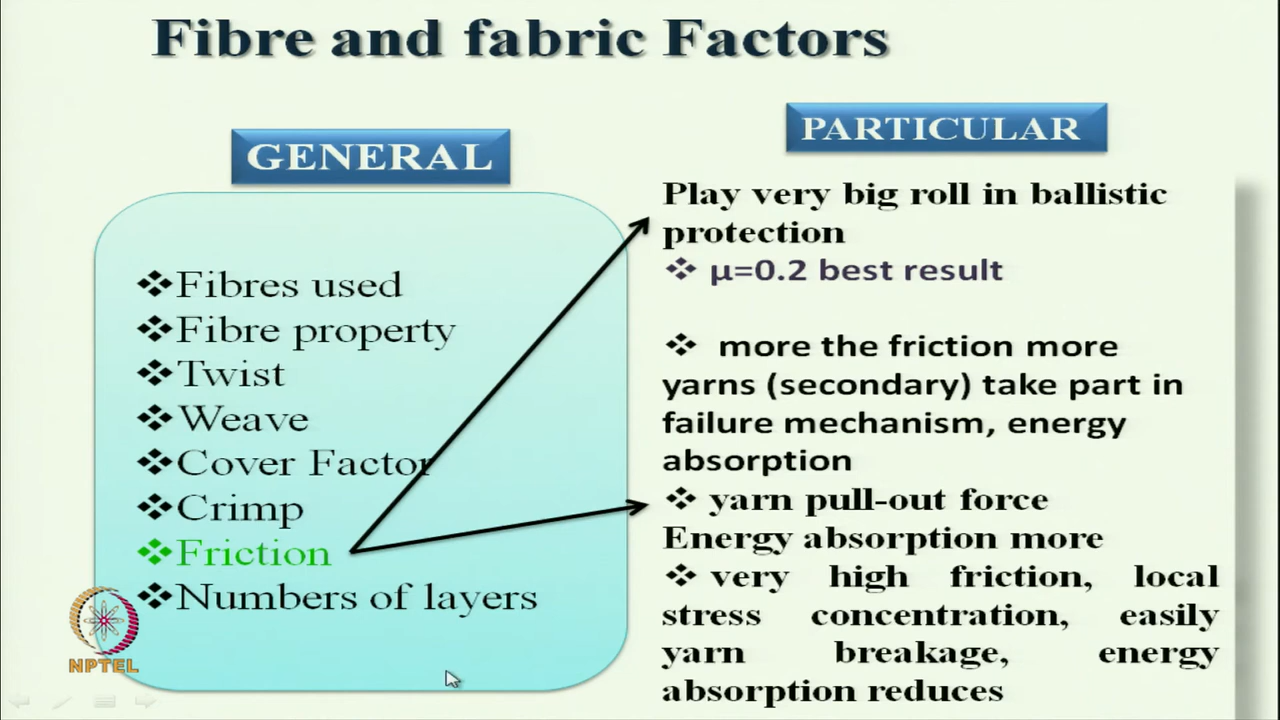 Fibre and fabric Factors
GENERAL
❖Fibres used
❖Fibre property
❖Twist
❖Weave
❖Cover Factor
❖Crimp
❖Friction
❖Numbers of layers
NPTEL
PARTICULAR
Play very big roll in ballistic
protection
❖ μ=0.2 best result
❖ more the friction more
yarns (secondary) take part in
failure mechanism, energy
absorption
❖ yarn pull-out force
Energy absorption more
❖ very high friction, local
stress concentration, easily
yarn breakage, energy
absorption reduces